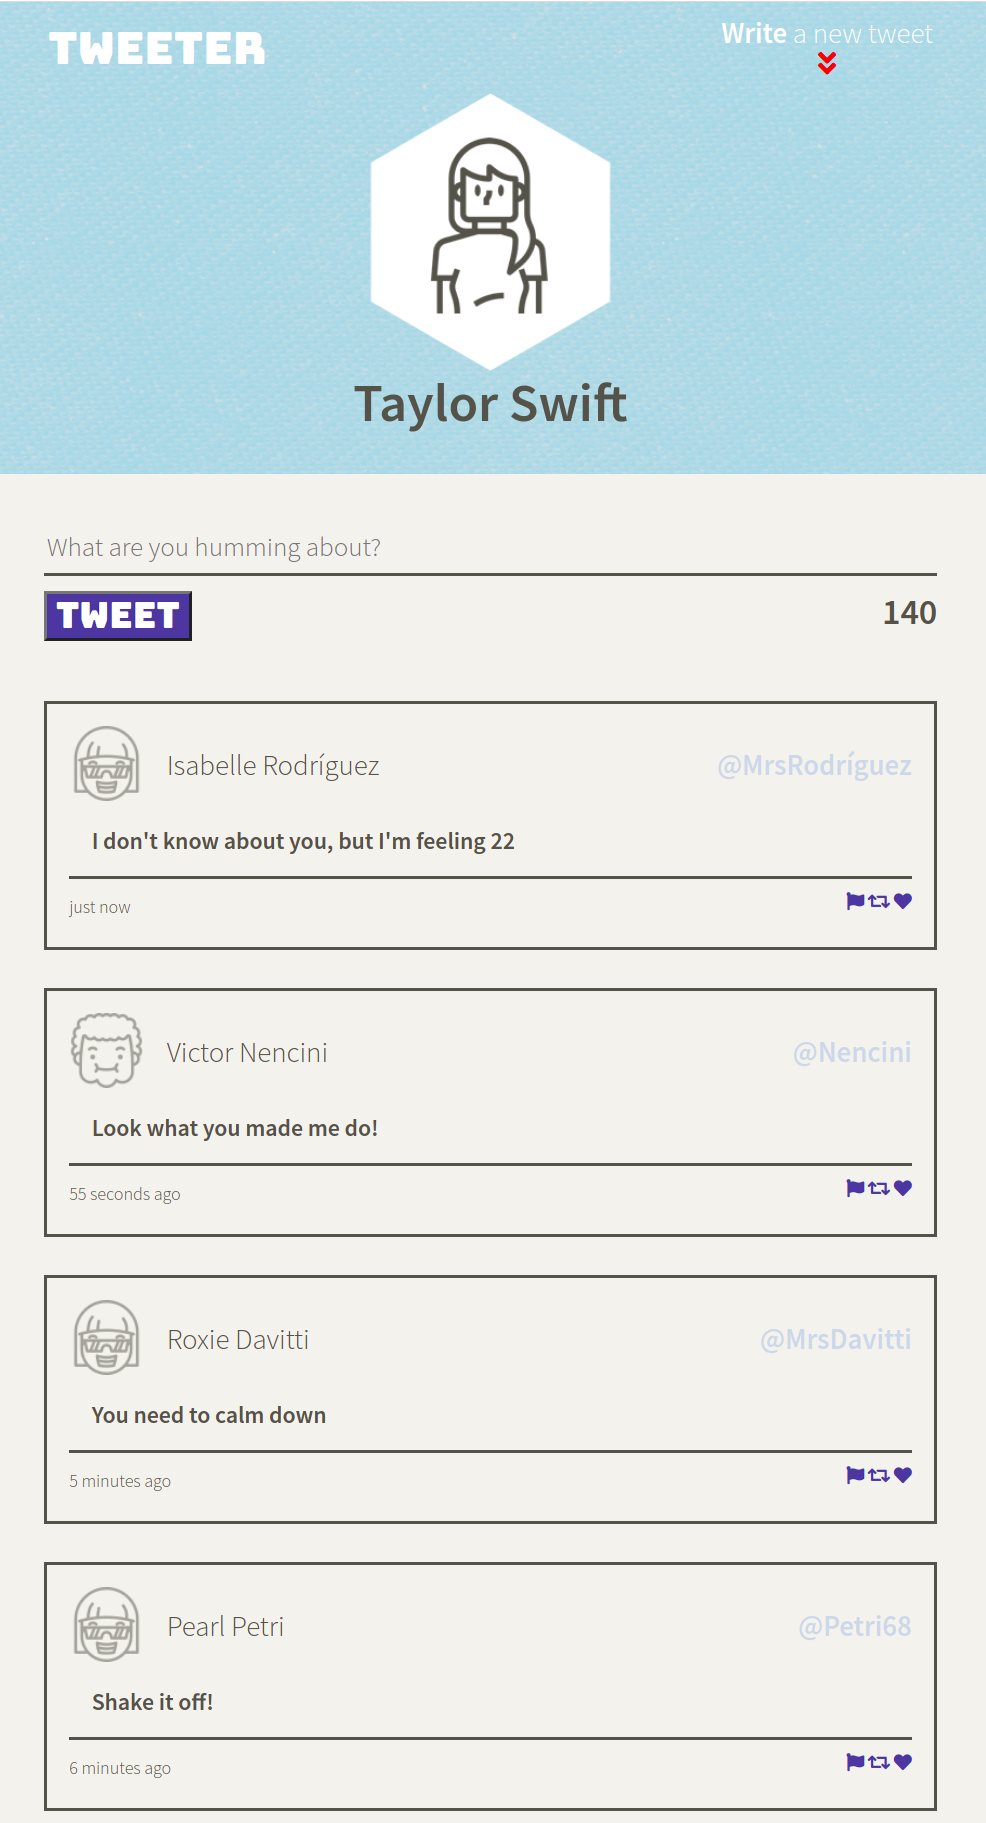 TWEETER
Write a new tweet
Taylor Swift
What are you humming about?
TWEET
140
Isabelle Rodríguez
@MrsRodríguez
I don't know about you, but I'm feeling 22
just now
Victor Nencini
@Nencini
Look what you made me do!
55 seconds ago
Roxie Davitti
@MrsDavitti
You need to calm down
5 minutes ago
Pearl Petri
@Petri68
Shake it off!
6 minutes ago